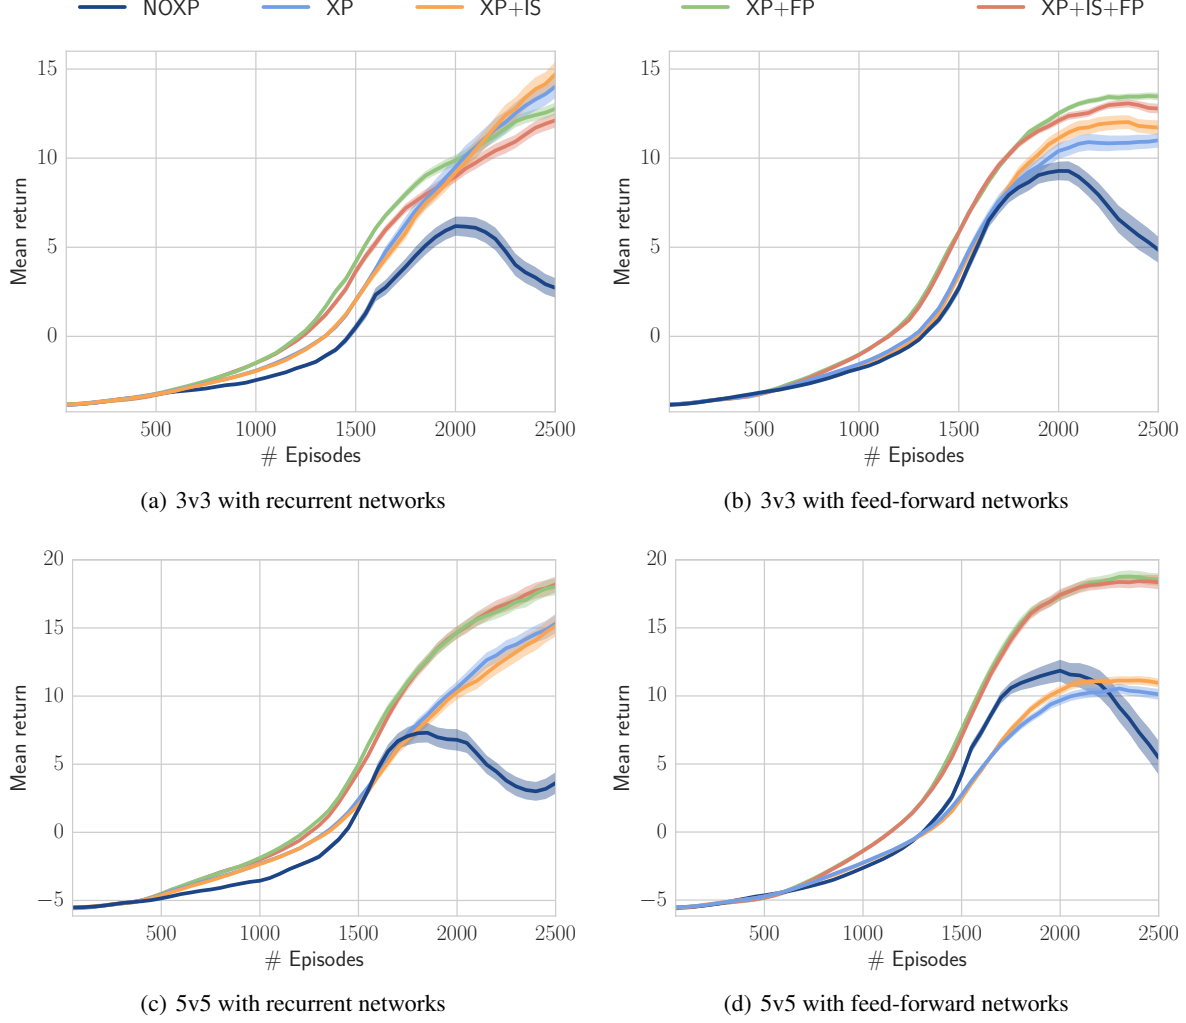 NOXP XP XP+IS XP+FP XP+IS+FP
15
10
5
0
Mean return
500 1000 1500 2000 2500
# Episodes
(a) 3v3 with recurrent networks
15
10
5
0
Mean return
500 1000 1500 2000 2500
# Episodes
(b) 3v3 with feed-forward networks
20
15
10
5
0
−5
Mean return
500 1000 1500 2000 2500
# Episodes
(c) 5v5 with recurrent networks
20
15
10
5
0
−5
Mean return
500 1000 1500 2000 2500
# Episodes
(d) 5v5 with feed-forward networks